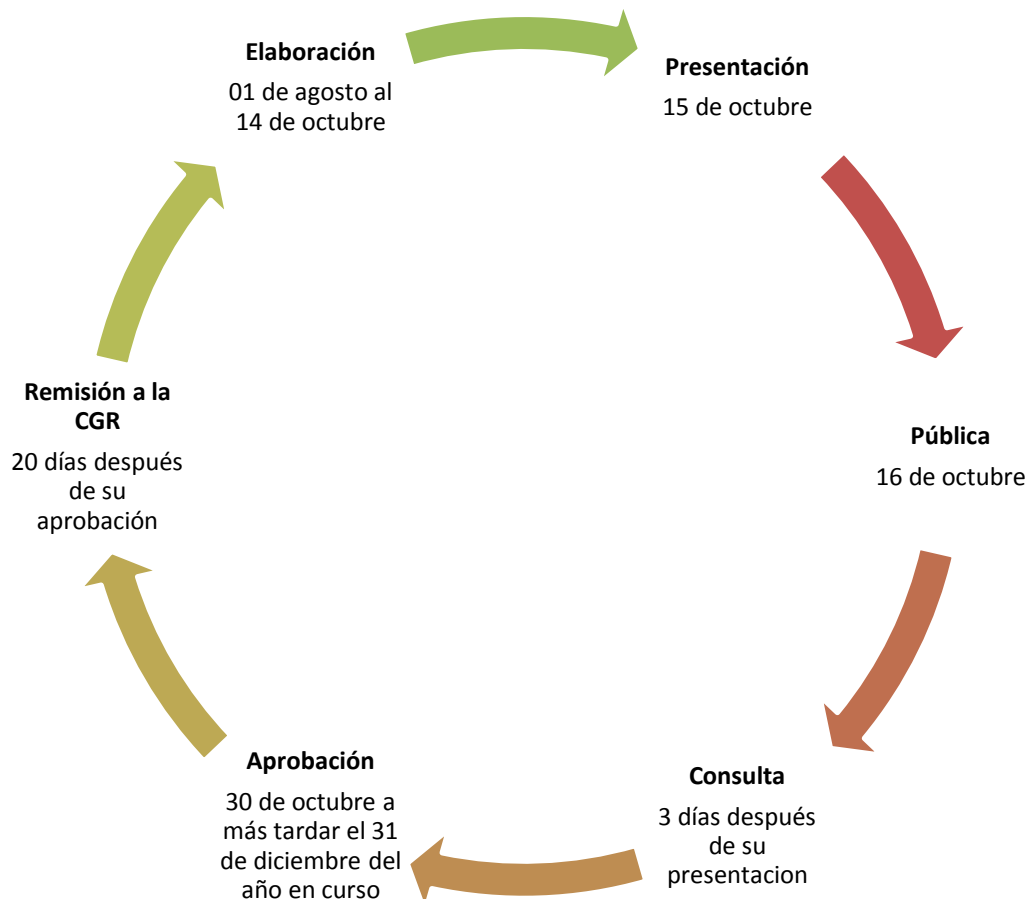 Elaboración
01 de agosto al
14 de octubre
Presentación
15 de octubre
Pública
16 de octubre
Consulta
3 días después
de su
presentacion
Aprobación
30 de octubre a
más tardar el 31
de diciembre del
año en curso
Remisión a la
CGR
20 días después
de su
aprobación